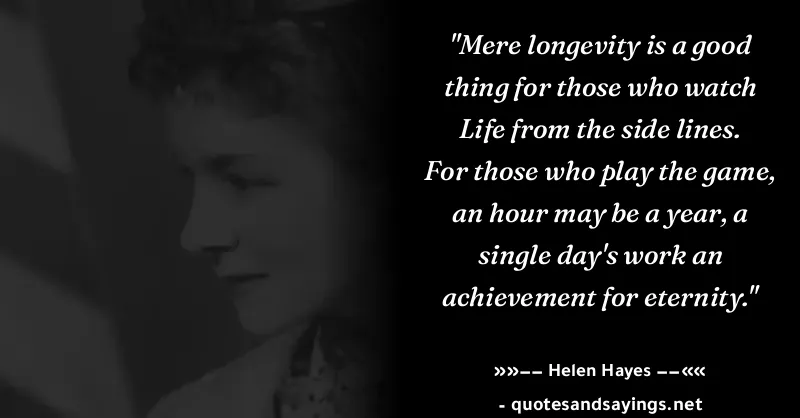 "Mere longevity is a good
thing for those who watch
Life from the side lines.
For those who play the game,
an hour may be a year, a
single day's work an
achievement for eternity."
»»−− Helen Hayes −−««
- quotesandsayings.net